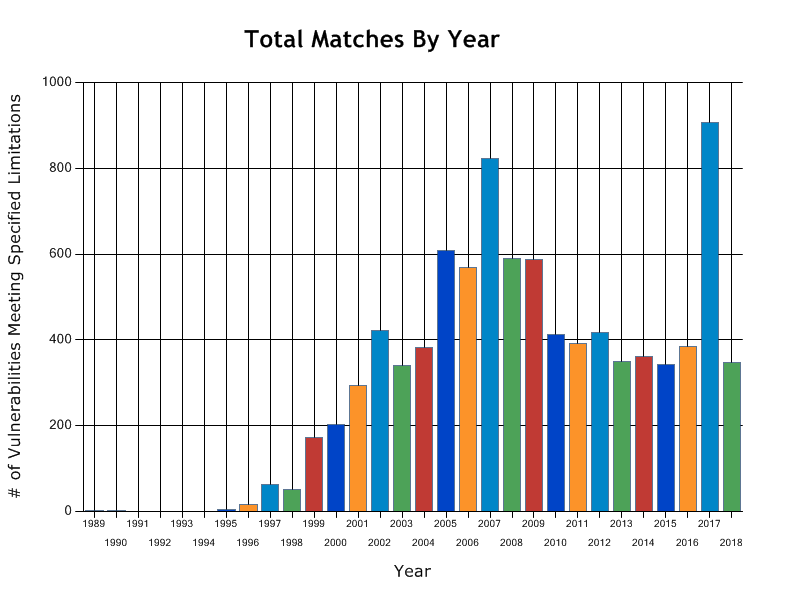 Total Matches By Year
# of Vulnerabilities Meeting Specified Limitations
1000
800
600
400
200
0
1989 1991 1993 1995 1997 1999 2001 2003 2005 2007 2009 2011 2013 2015 2017
1990 1992 1994 1996 1998 2000 2002 2004 2006 2008 2010 2012 2014 2016 2018
Year